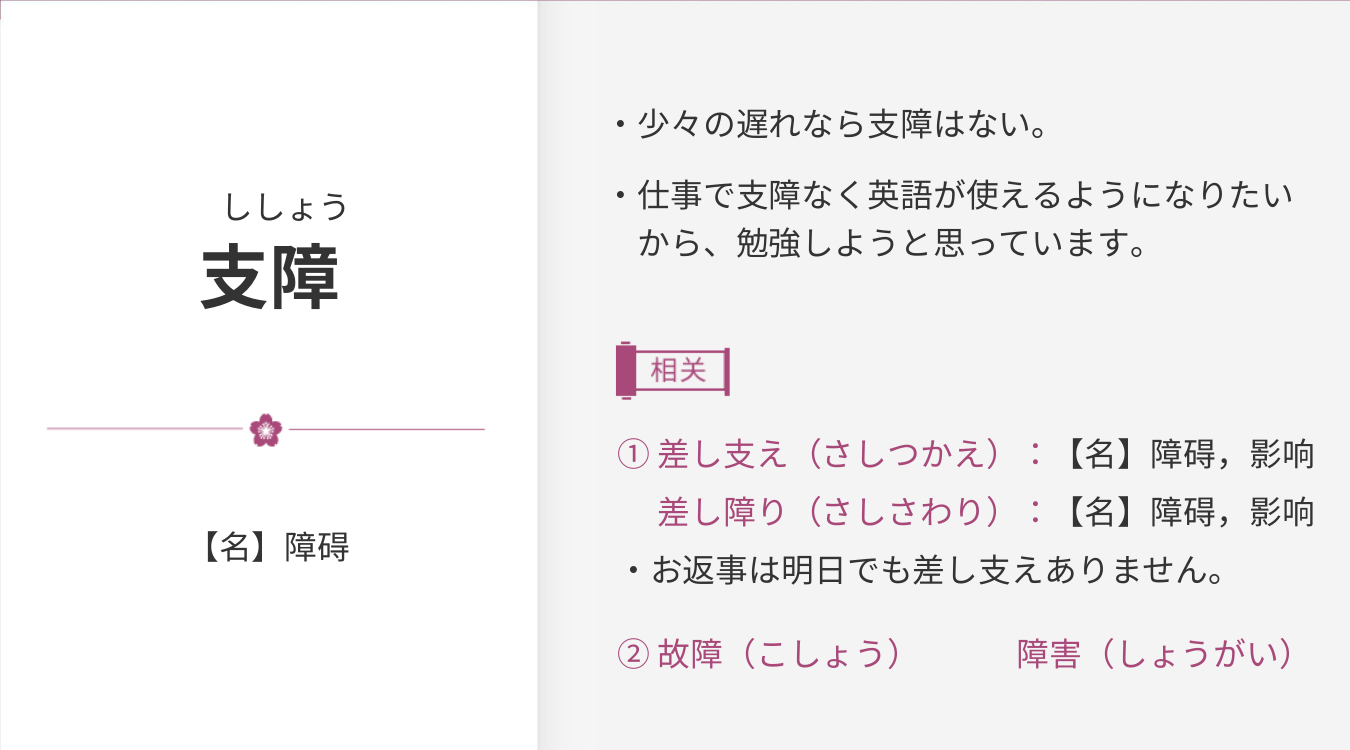 ししょう
支障
【名】障碍
・少々の遅れなら支障はない。
・仕事で支障なく英語が使えるようになりたい
から、勉強しようと思っています。
相关
①差し支え（さしつかえ）：【名】障碍，影响
差し障り（さしさわり）：【名】障碍，影响
・お返事は明日でも差し支えありません。
②故障（こしょう）　　　障害（しょうがい）